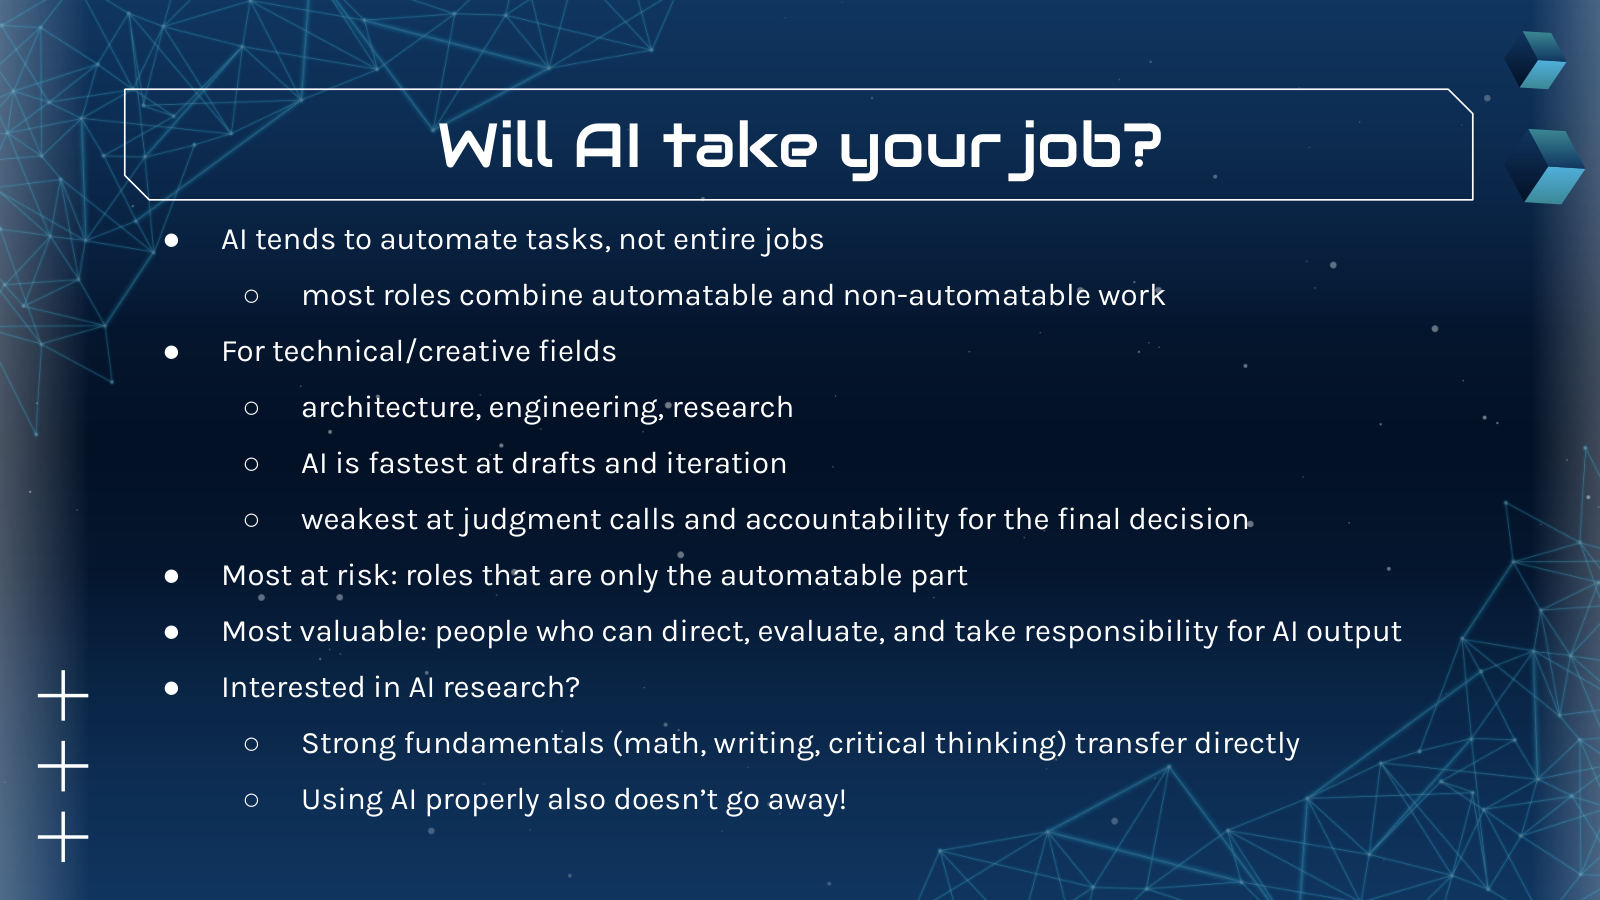 Will AI take your job?
● AI tends to automate tasks, not entire jobs
○ most roles combine automatable and non-automatable work
● For technical/creative fields
○ architecture, engineering, research
○ AI is fastest at drafts and iteration
○ weakest at judgment calls and accountability for the final decision
● Most at risk: roles that are only the automatable part
● Most valuable: people who can direct, evaluate, and take responsibility for AI output
● Interested in AI research?
○ Strong fundamentals (math, writing, critical thinking) transfer directly
○ Using AI properly also doesn’t go away!